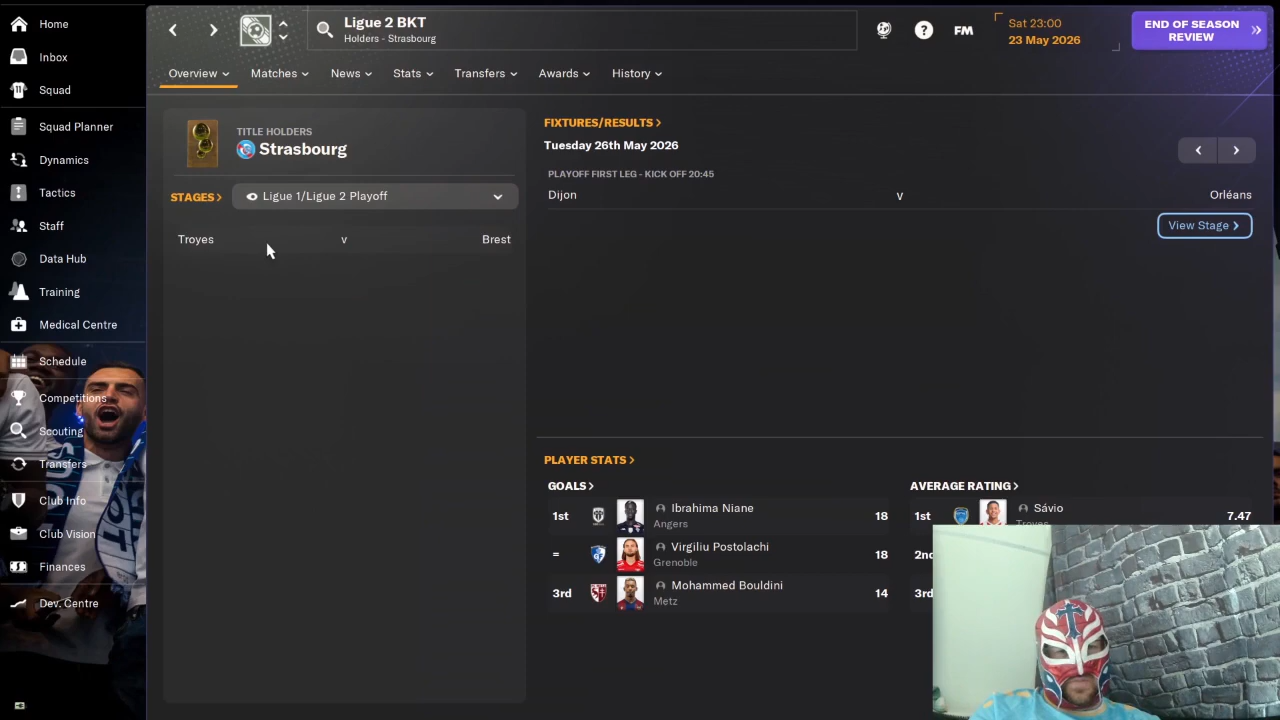 Home
Inbox
Squad
Squad Planner
Dynamics
Tactics
Staff
Data Hub
Training
Medical Centre
Schedule
Competitions
Scouting
Transfers
Club Info
Club Vision
Finances
Dev. Centre
Ligue 2 BKT
Holders - Strasbourg
FM
Sat 23:00
23 May 2026
END OF SEASON
REVIEW
Overview
Matches
News
Stats
Transfers
Awards
History
TITLE HOLDERS
Strasbourg
STAGES
Ligue 1/Ligue 2 Playoff
Troyes v Brest
FIXTURES/RESULTS
Tuesday 26th May 2026
PLAYOFF FIRST LEG - KICK OFF 20:45
Dijon v Orléans
View Stage
PLAYER STATS
GOALS
1st Ibrahima Niane 18
Angers
= Virgiliu Postolachi 18
Grenoble
3rd Mohammed Bouldini 14
Metz
AVERAGE RATING
1st Sávio 7.47
Troyes
2nd
3rd